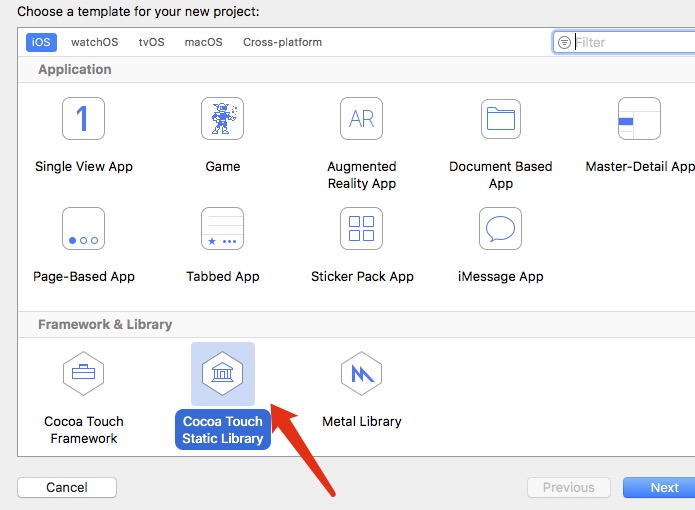 Choose a template for your new project:
iOS watchOS tvOS macOS Cross-platform Filter
Application
1 AR
Single View App Game Augmented Reality App Document Based App Master-Detail App
Page-Based App Tabbed App Sticker Pack App iMessage App
Framework & Library
Cocoa Touch Framework Cocoa Touch Static Library Metal Library
Cancel Previous Next